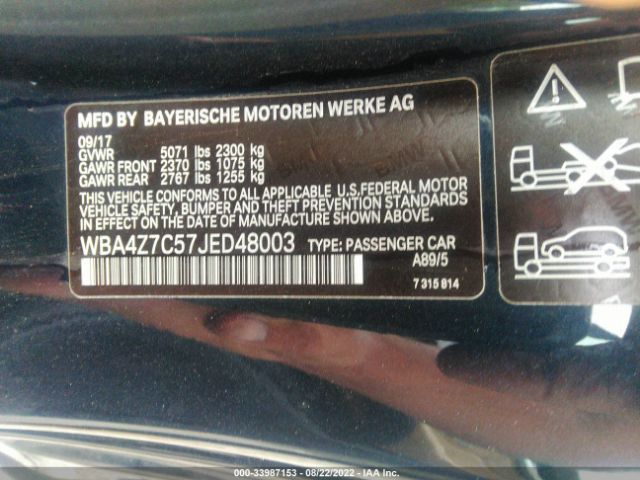 MFD BY BAYERISCHE MOTOREN WERKE AG
09/17
GVWR 5071 lbs 2300 kg
GAWR FRONT 2370 lbs 1075 kg
GAWR REAR 2767 lbs 1255 kg
THIS VEHICLE CONFORMS TO ALL APPLICABLE U.S.FEDERAL MOTOR
VEHICLE SAFETY, BUMPER AND THEFT PREVENTION STANDARDS
IN EFFECT ON THE DATE OF MANUFACTURE SHOWN ABOVE.
WBA4Z7C57JED48003 TYPE: PASSENGER CAR
A89/5
7 315 814
000-33987153 - 08/22/2022 - IAA Inc.